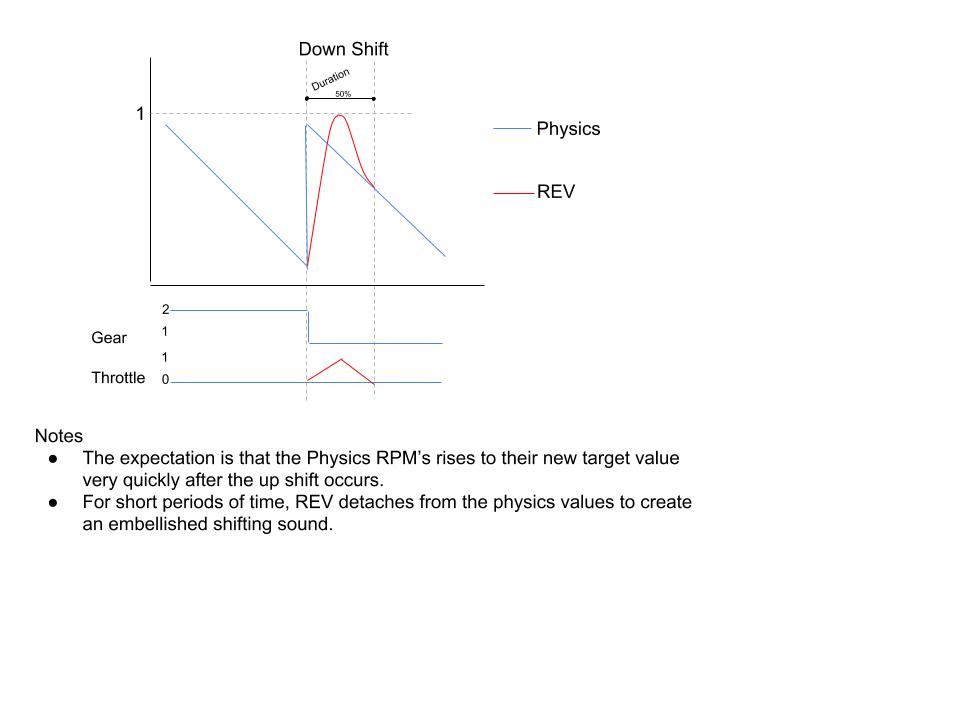 Down Shift
Duration
50%
1
Physics
REV
2
1
Gear
1
Throttle 0
Notes
● The expectation is that the Physics RPM’s rises to their new target value
very quickly after the up shift occurs.
● For short periods of time, REV detaches from the physics values to create
an embellished shifting sound.